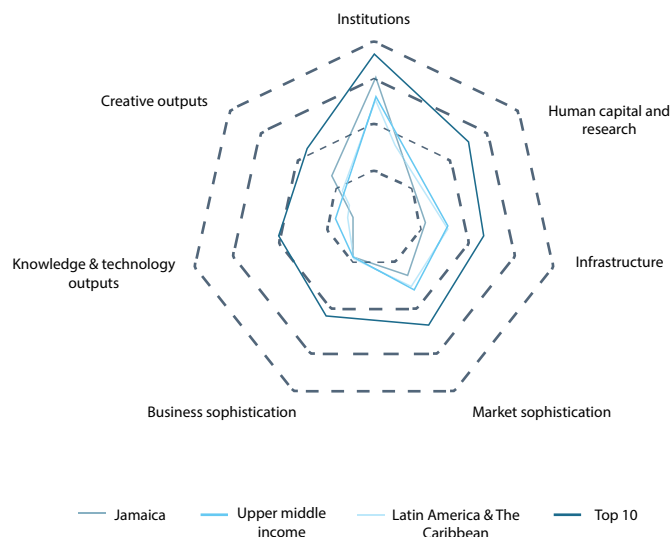 Institutions
Creative outputs
Human capital and
research
Knowledge & technology
outputs
Infrastructure
Business sophistication
Market sophistication
Jamaica
Upper middle
income
Latin America & The
Caribbean
Top 10